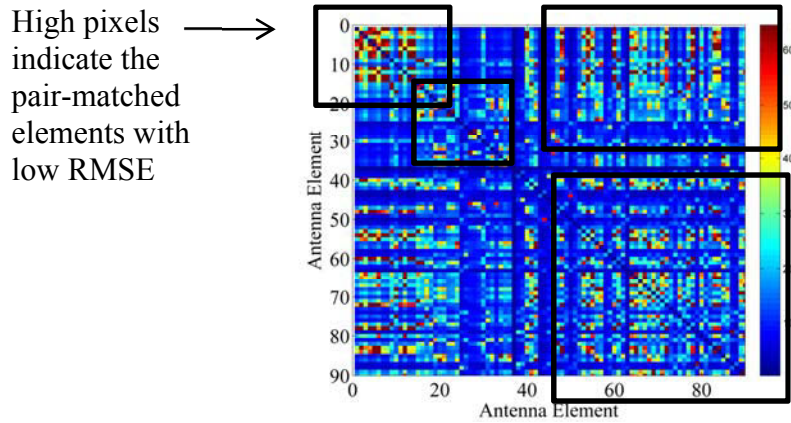 High pixels
indicate the
pair-matched
elements with
low RMSE
Antenna Element
0
10
20
30
40
50
60
70
80
90
0
20
40
60
80
Antenna Element